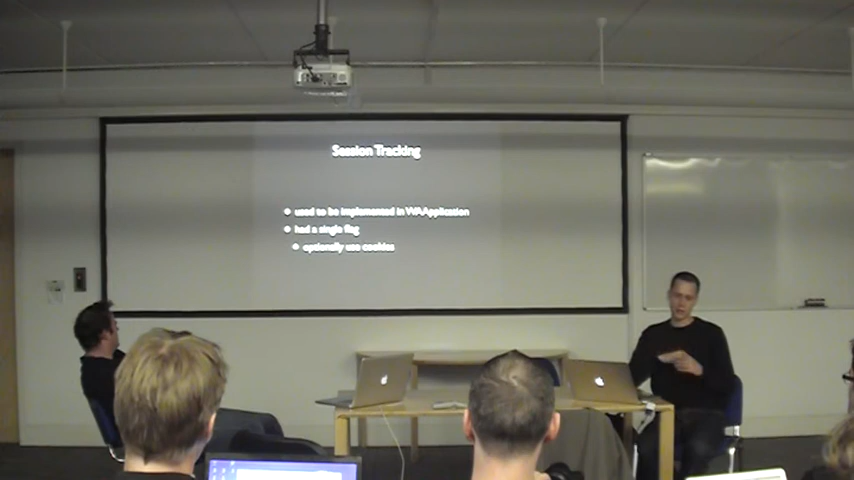 Session Tracking
used to be implemented in WAApplication
had a single flag
optionally use cookies